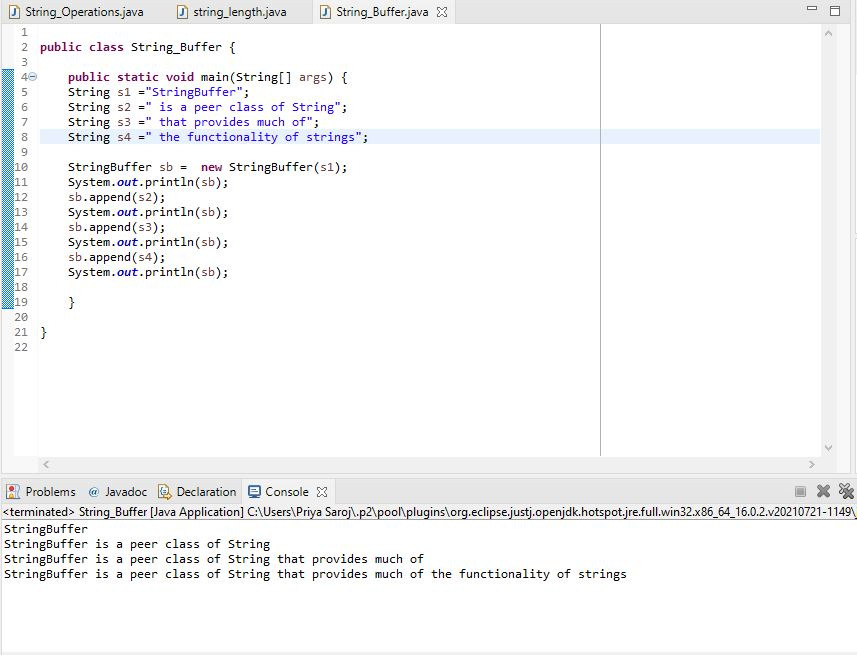 String_Operations.java string_length.java String_Buffer.java
1
2 public class String_Buffer {
3
4 public static void main(String[] args) {
5 String s1 ="StringBuffer";
6 String s2 =" is a peer class of String";
7 String s3 =" that provides much of";
8 String s4 =" the functionality of strings";
9
10 StringBuffer sb =  new StringBuffer(s1);
11 System.out.println(sb);
12 sb.append(s2);
13 System.out.println(sb);
14 sb.append(s3);
15 System.out.println(sb);
16 sb.append(s4);
17 System.out.println(sb);
18
19 }
20
21 }
22
Problems @ Javadoc Declaration Console
<terminated> String_Buffer [Java Application] C:\Users\Priya Saroj\.p2\pool\plugins\org.eclipse.justj.openjdk.hotspot.jre.full.win32.x86_64_16.0.2.v20210721-1149\
StringBuffer
StringBuffer is a peer class of String
StringBuffer is a peer class of String that provides much of
StringBuffer is a peer class of String that provides much of the functionality of strings